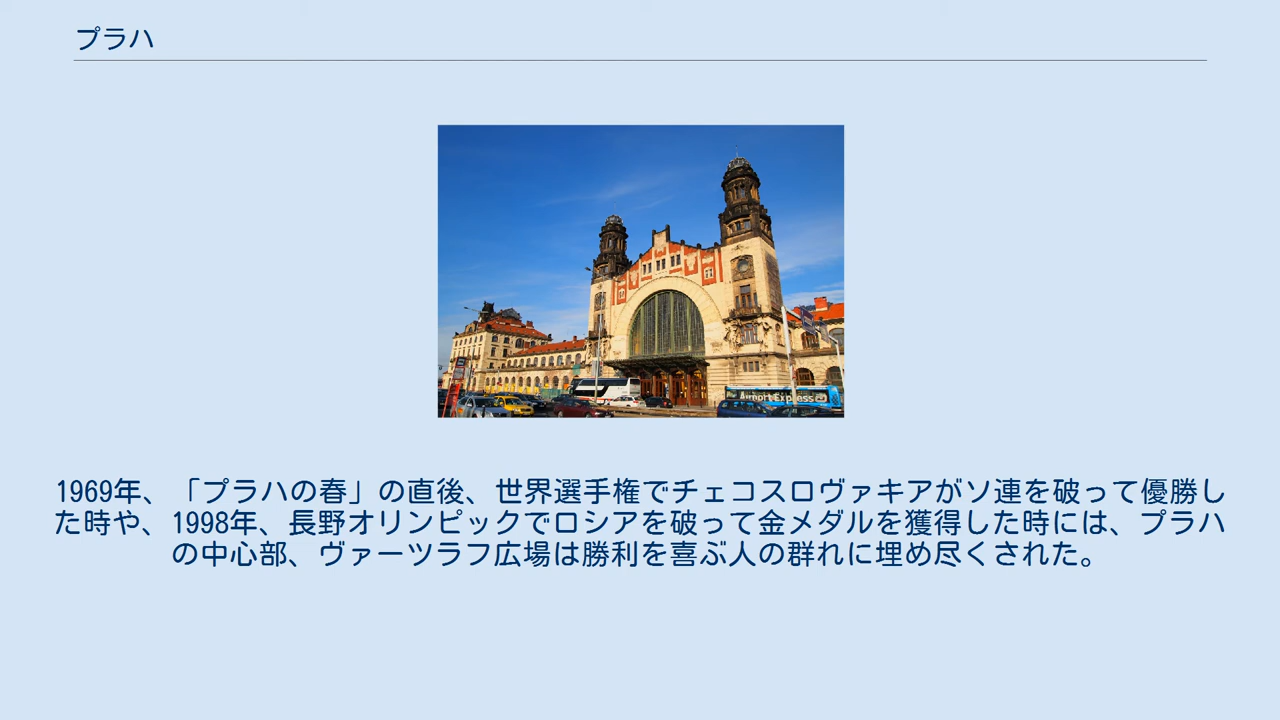 プラハ
Airport Express
1969年、「プラハの春」の直後、世界選手権でチェコスロヴァキアがソ連を破って優勝し
た時や、1998年、長野オリンピックでロシアを破って金メダルを獲得した時には、プラハ
の中心部、ヴァーツラフ広場は勝利を喜ぶ人の群れに埋め尽くされた。